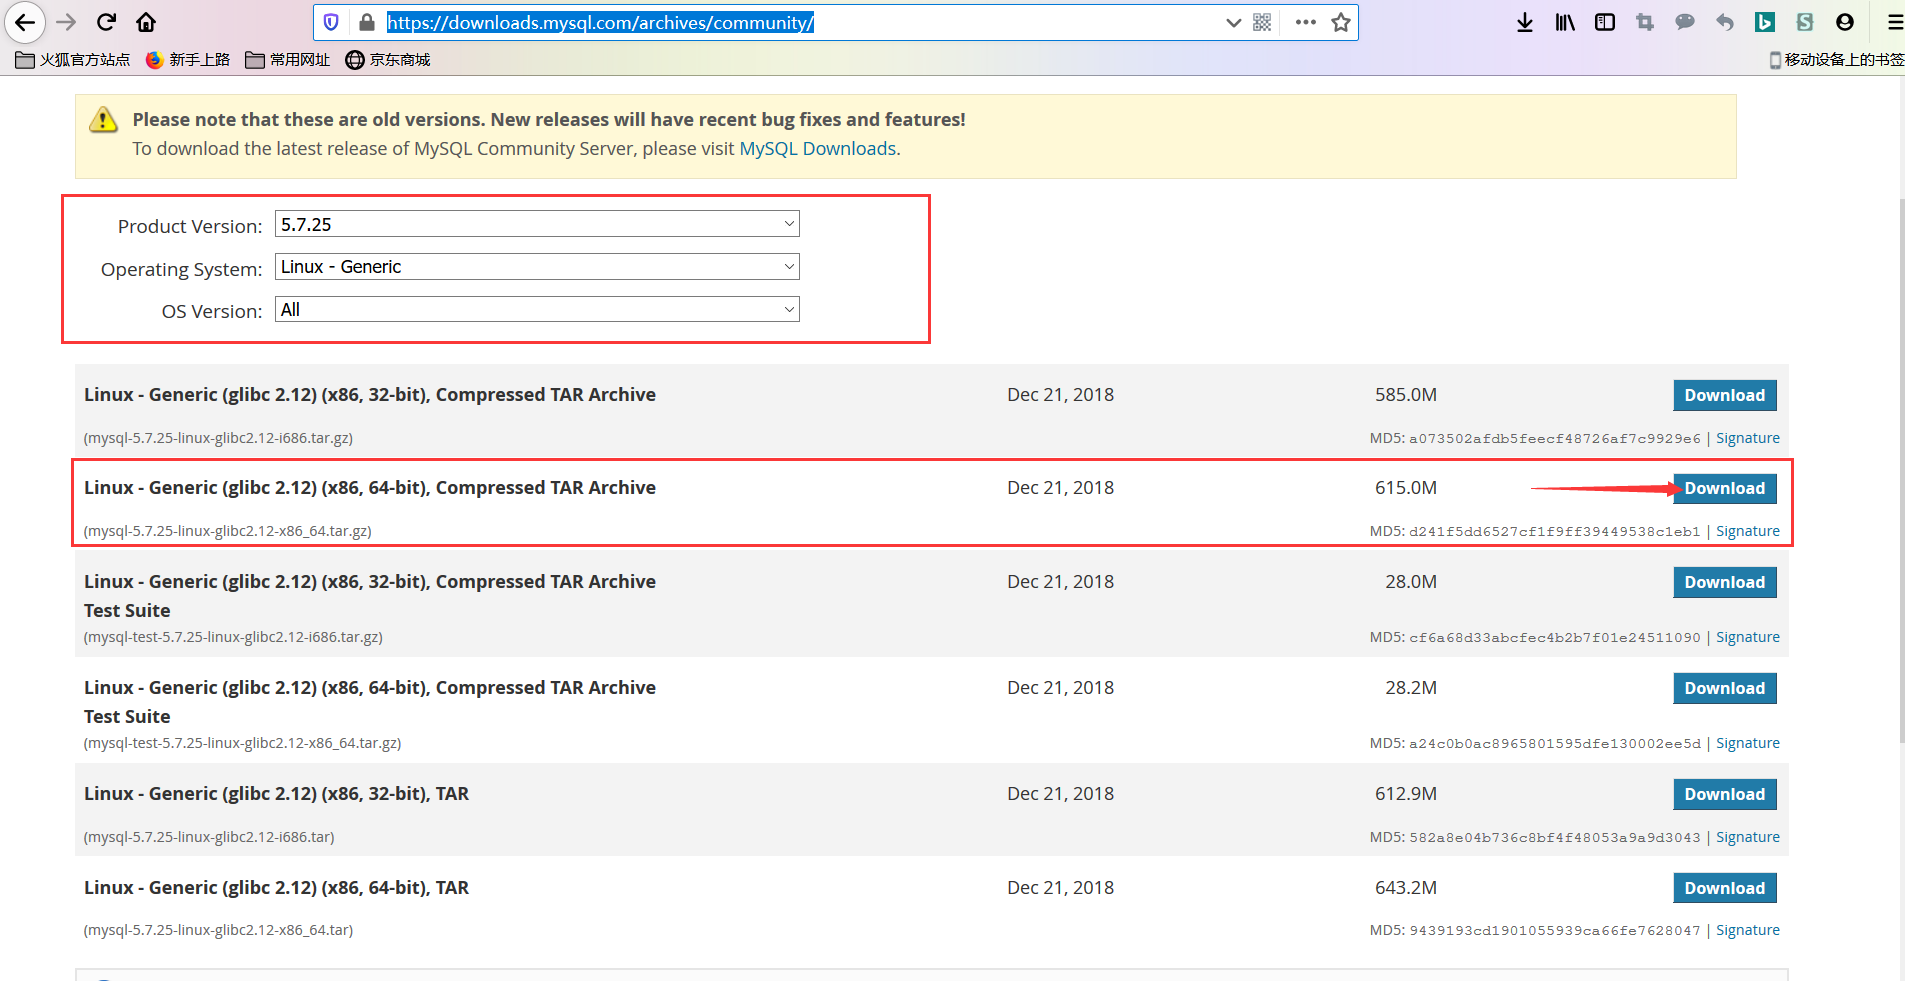 https://downloads.mysql.com/archives/community/
火狐官方站点 新手上路 常用网址 京东商城 移动设备上的书签
Please note that these are old versions. New releases will have recent bug fixes and features!
To download the latest release of MySQL Community Server, please visit MySQL Downloads.
Product Version: 5.7.25
Operating System: Linux - Generic
OS Version: All
Linux - Generic (glibc 2.12) (x86, 32-bit), Compressed TAR Archive Dec 21, 2018 585.0M Download
(mysql-5.7.25-linux-glibc2.12-i686.tar.gz) MD5: a073502afdb5feecf48726af7c9929e6 | Signature
Linux - Generic (glibc 2.12) (x86, 64-bit), Compressed TAR Archive Dec 21, 2018 615.0M Download
(mysql-5.7.25-linux-glibc2.12-x86_64.tar.gz) MD5: d241f5dd6527cf1f9ff39449538c1eb1 | Signature
Linux - Generic (glibc 2.12) (x86, 32-bit), Compressed TAR Archive Dec 21, 2018 28.0M Download
Test Suite
(mysql-test-5.7.25-linux-glibc2.12-i686.tar.gz) MD5: cf6a68d33abcfec4b2b7f01e24511090 | Signature
Linux - Generic (glibc 2.12) (x86, 64-bit), Compressed TAR Archive Dec 21, 2018 28.2M Download
Test Suite
(mysql-test-5.7.25-linux-glibc2.12-x86_64.tar.gz) MD5: a24c0b0ac8965801595dfe130002ee5d | Signature
Linux - Generic (glibc 2.12) (x86, 32-bit), TAR Dec 21, 2018 612.9M Download
(mysql-5.7.25-linux-glibc2.12-i686.tar) MD5: 582a8e04b736c8bf4f48053a9a9d3043 | Signature
Linux - Generic (glibc 2.12) (x86, 64-bit), TAR Dec 21, 2018 643.2M Download
(mysql-5.7.25-linux-glibc2.12-x86_64.tar) MD5: 9439193cd1901055939ca66fe7628047 | Signature